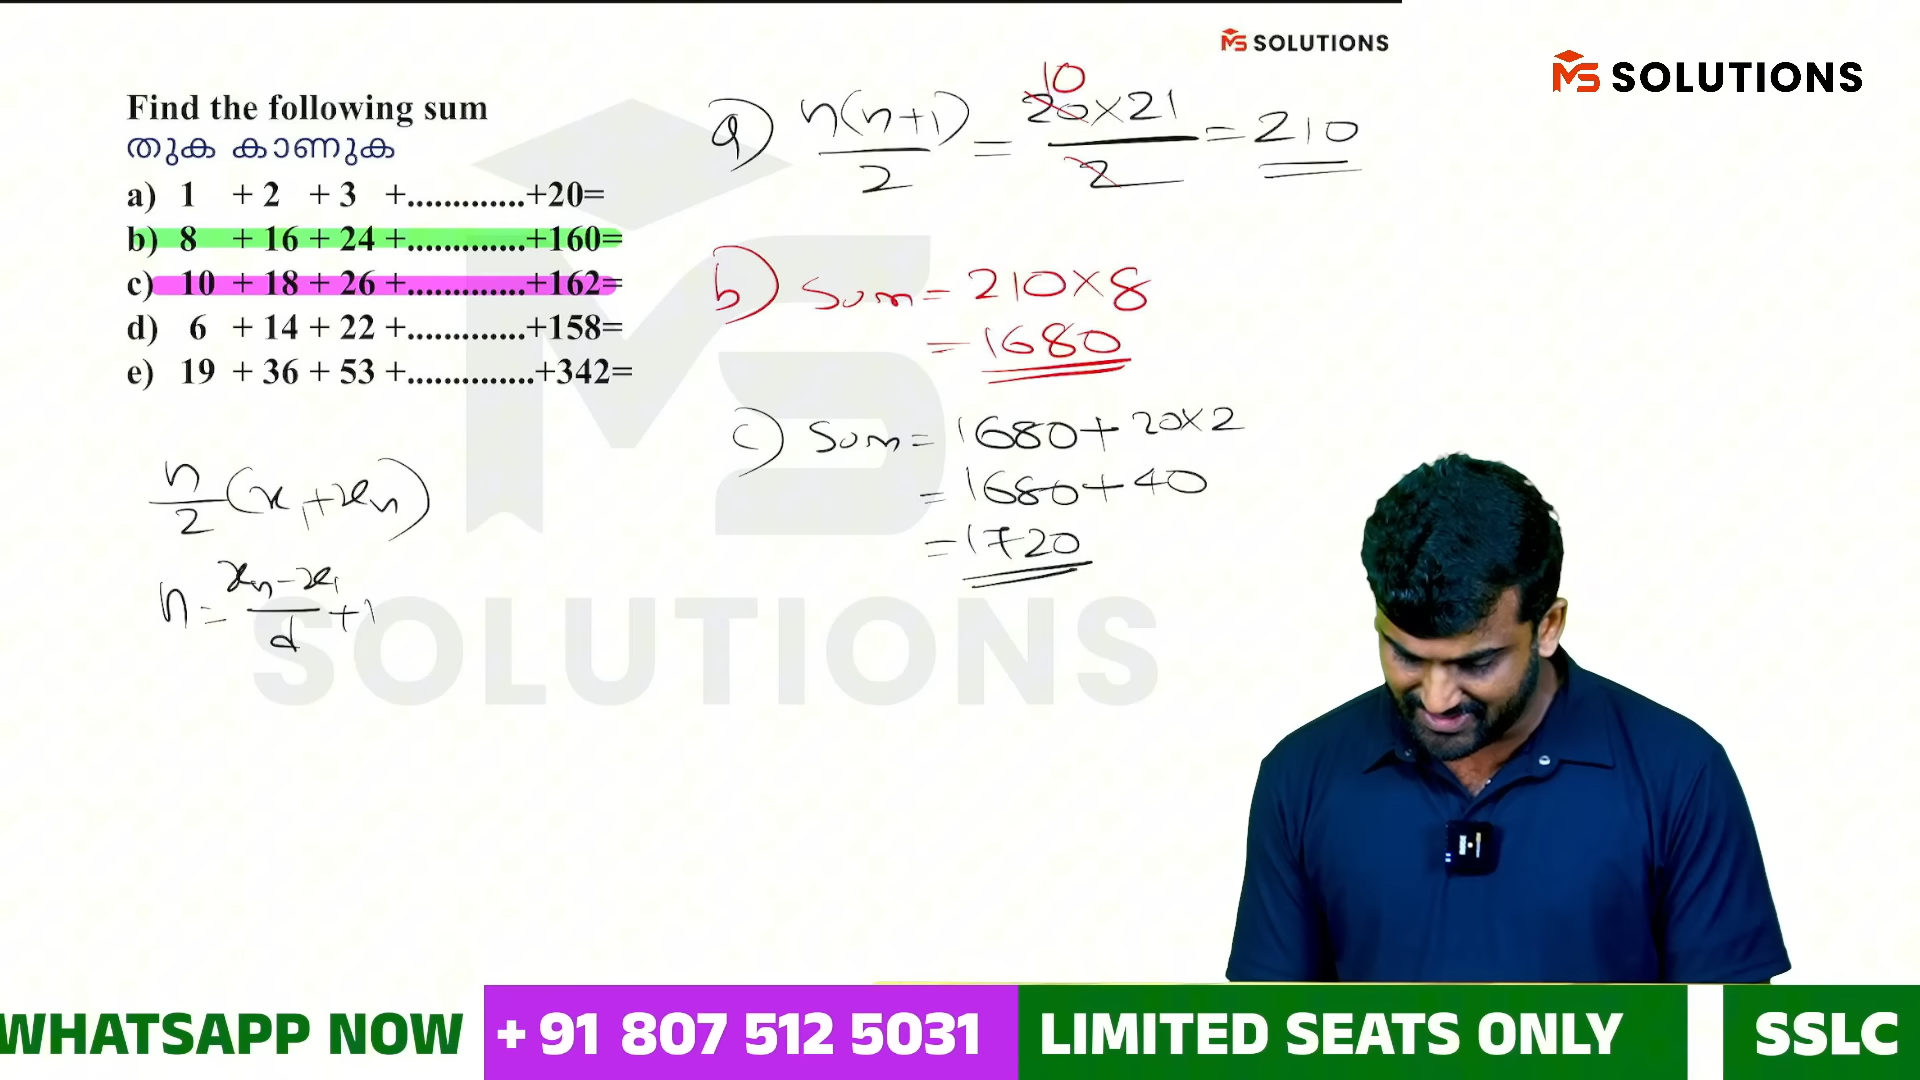 MS SOLUTIONS
MS SOLUTIONS
Find the following sum
തുക കാണുക
a) 1 + 2 + 3 +.............+20=
b) 8 + 16 + 24 +.............+160=
c) 10 + 18 + 26 +.............+162=
d) 6 + 14 + 22 +.............+158=
e) 19 + 36 + 53 +..............+342=
n/2 (x₁+xₙ)
n = (xₙ-x₁)/d +1
a) n(n+1)/2 = 20×21/2 = 210
10
b) Sum = 210×8
= 1680
c) Sum = 1680+20×2
= 1680+40
= 1720
MS
SOLUTIONS
WHATSAPP NOW + 91 807 512 5031 LIMITED SEATS ONLY SSLC